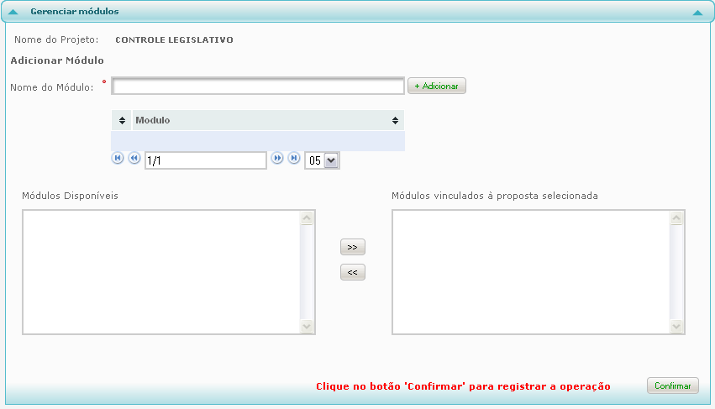 Gerenciar módulos
Nome do Projeto: CONTROLE LEGISLATIVO
Adicionar Módulo
Nome do Módulo: * + Adicionar
Modulo
1/1 05
Módulos Disponíveis Módulos vinculados à proposta selecionada
>>
<<
Clique no botão 'Confirmar' para registrar a operação Confirmar